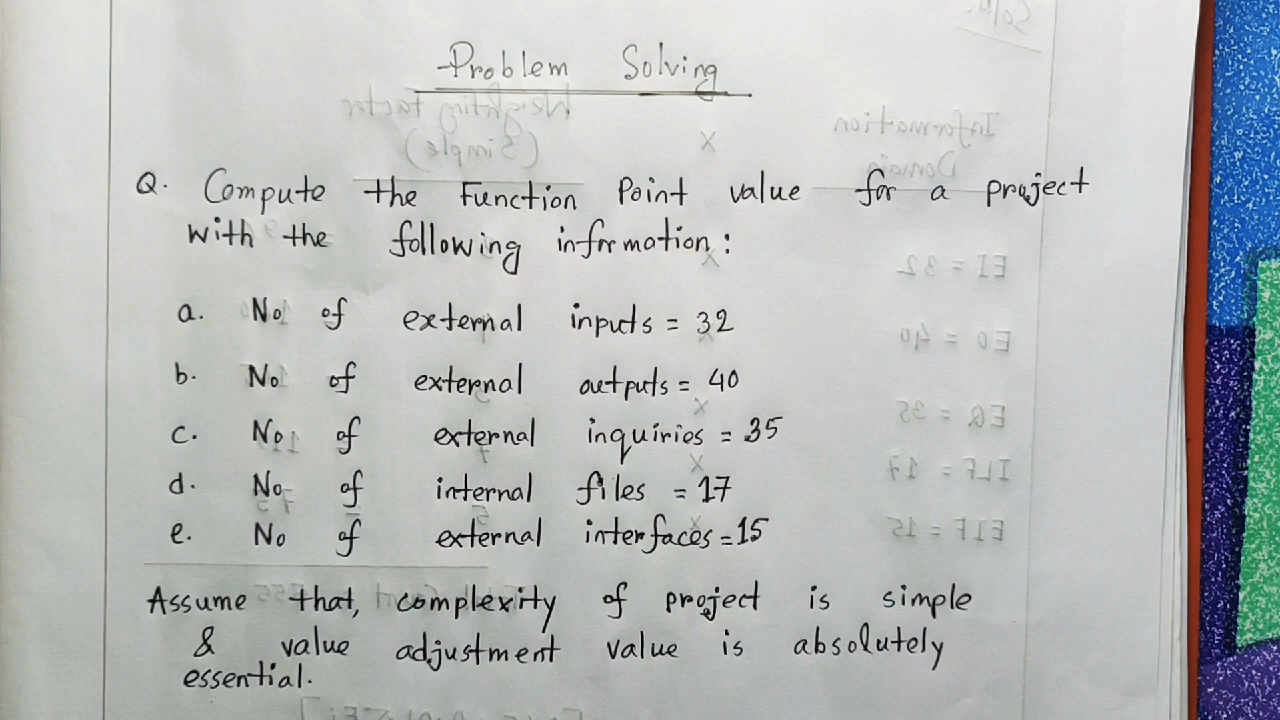 Problem Solving
Q. Compute the Function Point value for a project
with the following information:
a. No of external inputs = 32
b. No of external outputs = 40
c. No of external inquiries = 35
d. No of internal files = 17
e. No of external interfaces = 15
Assume that, complexity of project is simple
& value adjustment value is absolutely
essential.